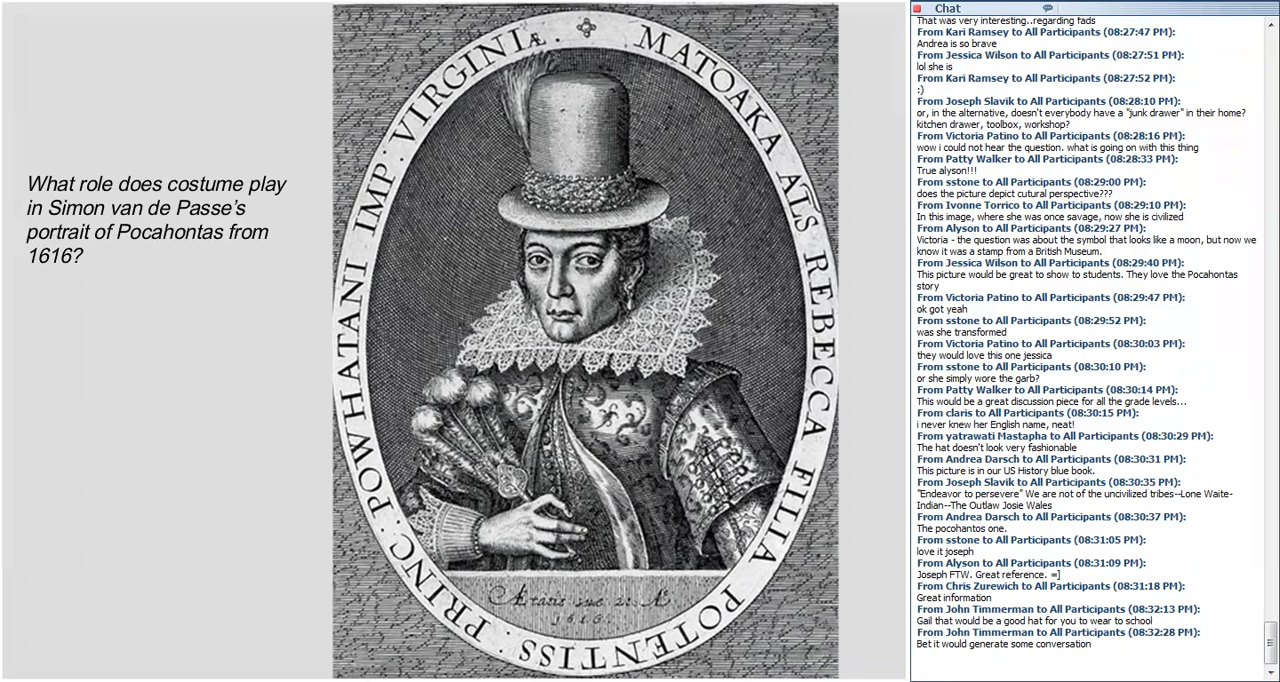 What role does costume play
in Simon van de Passe's
portrait of Pocahontas from
1616?
MATOAKA ALS REBECCA FILIA POTENTISS : PRINC : POWHATANI IMP : VIRGINIÆ .
Ætatis suæ 21. Aº
1616.
Chat
That was very interesting..regarding fads
From Kari Ramsey to All Participants (08:27:47 PM):
Andrea is so brave
From Jessica Wilson to All Participants (08:27:51 PM):
lol she is
From Kari Ramsey to All Participants (08:27:52 PM):
:)
From Joseph Slavik to All Participants (08:28:10 PM):
or, in the alternative, doesn't everybody have a "junk drawer" in their home?
kitchen drawer, toolbox, workshop?
From Victoria Patino to All Participants (08:28:16 PM):
wow i could not hear the question. what is going on with this thing
From Patty Walker to All Participants (08:28:33 PM):
True alyson!!!
From sstone to All Participants (08:29:00 PM):
does the picture depict cutural perspective???
From Ivonne Torrico to All Participants (08:29:10 PM):
In this image, where she was once savage, now she is civilized
From Alyson to All Participants (08:29:27 PM):
Victoria - the question was about the symbol that looks like a moon, but now we
know it was a stamp from a British Museum.
From Jessica Wilson to All Participants (08:29:40 PM):
This picture would be great to show to students. They love the Pocahontas
story
From Victoria Patino to All Participants (08:29:47 PM):
ok got yeah
From sstone to All Participants (08:29:52 PM):
was she transformed
From Victoria Patino to All Participants (08:30:03 PM):
they would love this one jessica
From sstone to All Participants (08:30:10 PM):
or she simply wore the garb?
From Patty Walker to All Participants (08:30:14 PM):
This would be a great discussion piece for all the grade levels...
From claris to All Participants (08:30:15 PM):
i never knew her English name, neat!
From yatrawati Mastapha to All Participants (08:30:29 PM):
The hat doesn't look very fashionable
From Andrea Darsch to All Participants (08:30:31 PM):
This picture is in our US History blue book.
From Joseph Slavik to All Participants (08:30:35 PM):
"Endeavor to persevere" We are not of the uncivilized tribes--Lone Waite-
Indian--The Outlaw Josie Wales
From Andrea Darsch to All Participants (08:30:37 PM):
The pocohantos one.
From sstone to All Participants (08:31:05 PM):
love it joseph
From Alyson to All Participants (08:31:09 PM):
Joseph FTW. Great reference. =]
From Chris Zurewich to All Participants (08:31:18 PM):
Great information
From John Timmerman to All Participants (08:32:13 PM):
Gail that would be a good hat for you to wear to school
From John Timmerman to All Participants (08:32:28 PM):
Bet it would generate some conversation